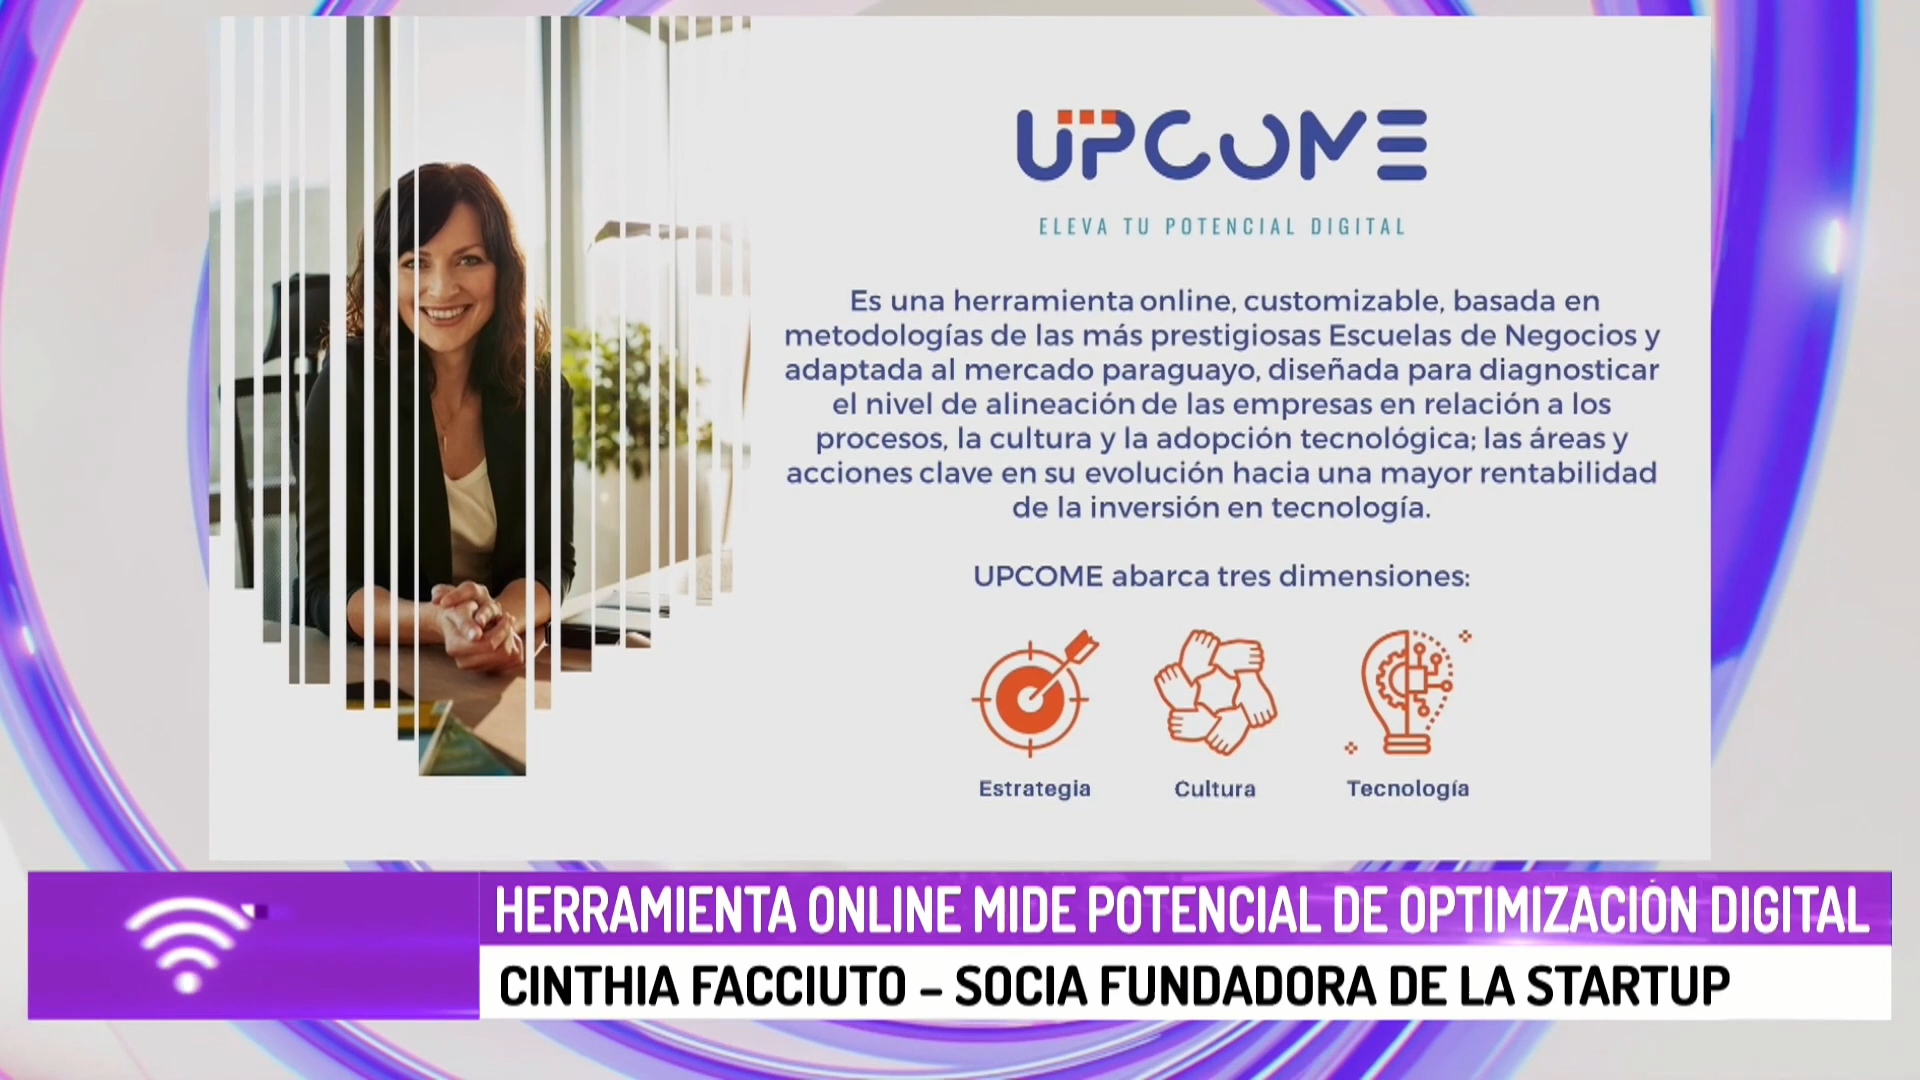 UPCOME
ELEVA TU POTENCIAL DIGITAL
Es una herramienta online, customizable, basada en
metodologías de las más prestigiosas Escuelas de Negocios y
adaptada al mercado paraguayo, diseñada para diagnosticar
el nivel de alineación de las empresas en relación a los
procesos, la cultura y la adopción tecnológica; las áreas y
acciones clave en su evolución hacia una mayor rentabilidad
de la inversión en tecnología.
UPCOME abarca tres dimensiones:
Estrategia Cultura Tecnología
HERRAMIENTA ONLINE MIDE POTENCIAL DE OPTIMIZACIÓN DIGITAL
CINTHIA FACCIUTO – SOCIA FUNDADORA DE LA STARTUP